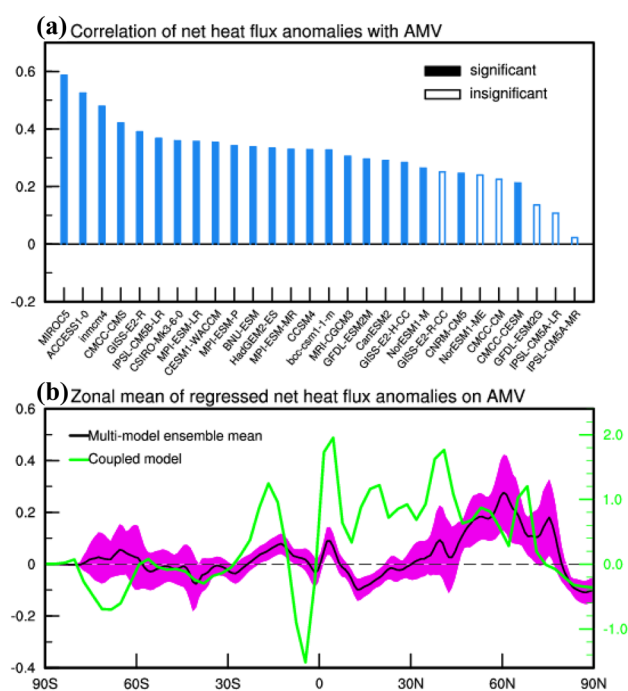 (a) Correlation of net heat flux anomalies with AMV
0.6
0.4
0.2
0
-0.2
significant
insignificant
MIROC5
ACCESS1-0
inmcm4
CMCC-CMS
GISS-E2-R
IPSL-CM5B-LR
CSIRO-Mk3-6-0
MPI-ESM-LR
CESM1-WACCM
MPI-ESM-P
BNU-ESM
HadGEM2-ES
MPI-ESM-MR
CCSM4
bcc-csm1-1-m
MRI-CGCM3
GFDL-ESM2M
CanESM2
GISS-E2-H-CC
NorESM1-M
GISS-E2-R-CC
CNRM-CM5
NorESM1-ME
CMCC-CM
CMCC-CESM
GFDL-ESM2G
IPSL-CM5A-LR
IPSL-CM5A-MR
(b) Zonal mean of regressed net heat flux anomalies on AMV
0.6
0.4
0.2
0
-0.2
-0.4
Multi-model ensemble mean
Coupled model
2.0
1.0
0.0
-1.0
90S 60S 30S 0 30N 60N 90N